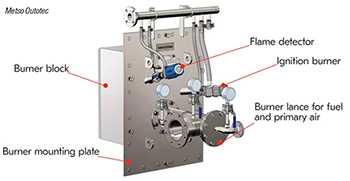 Metso Outotec
Flame detector
Ignition burner
Burner block
Burner lance for fuel
and primary air
Burner mounting plate